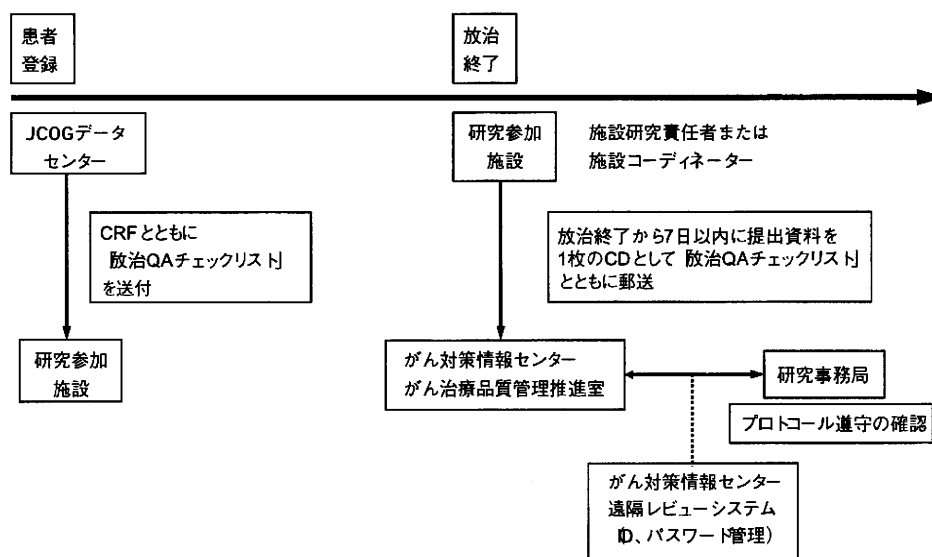 患者
登録
放治
終了
JCOGデータ
センター
研究参加
施設
施設研究責任者または
施設コーディネーター
CRFとともに
「放治QAチェックリスト」
を送付
放治終了から7日以内に提出資料を
1枚のCDとして「放治QAチェックリスト」
とともに郵送
研究参加
施設
がん対策情報センター
がん治療品質管理推進室
研究事務局
プロトコール遵守の確認
がん対策情報センター
遠隔レビューシステム
(ID、パスワード管理)